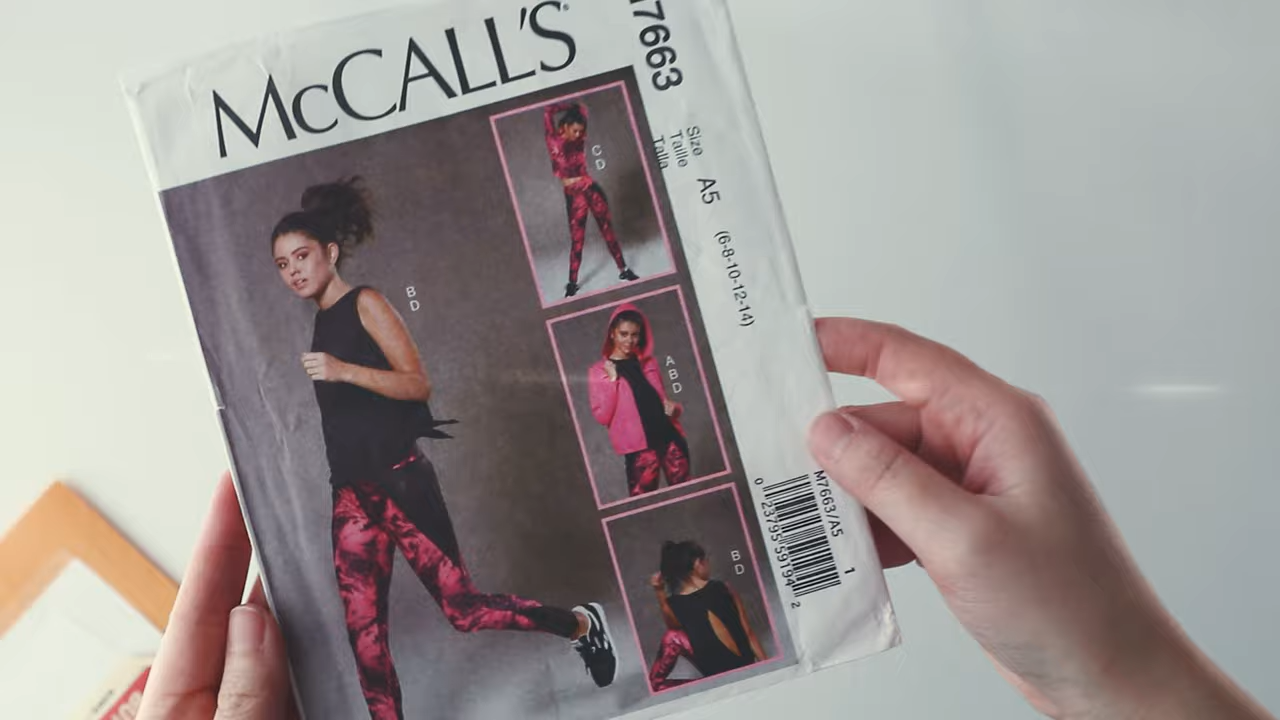 McCALL'S
M7663
Size
Taille
Talla
A5
(6-8-10-12-14)
C
D
B
D
A
B
D
B
D
M7663/A5
0 23795 59194 2
1